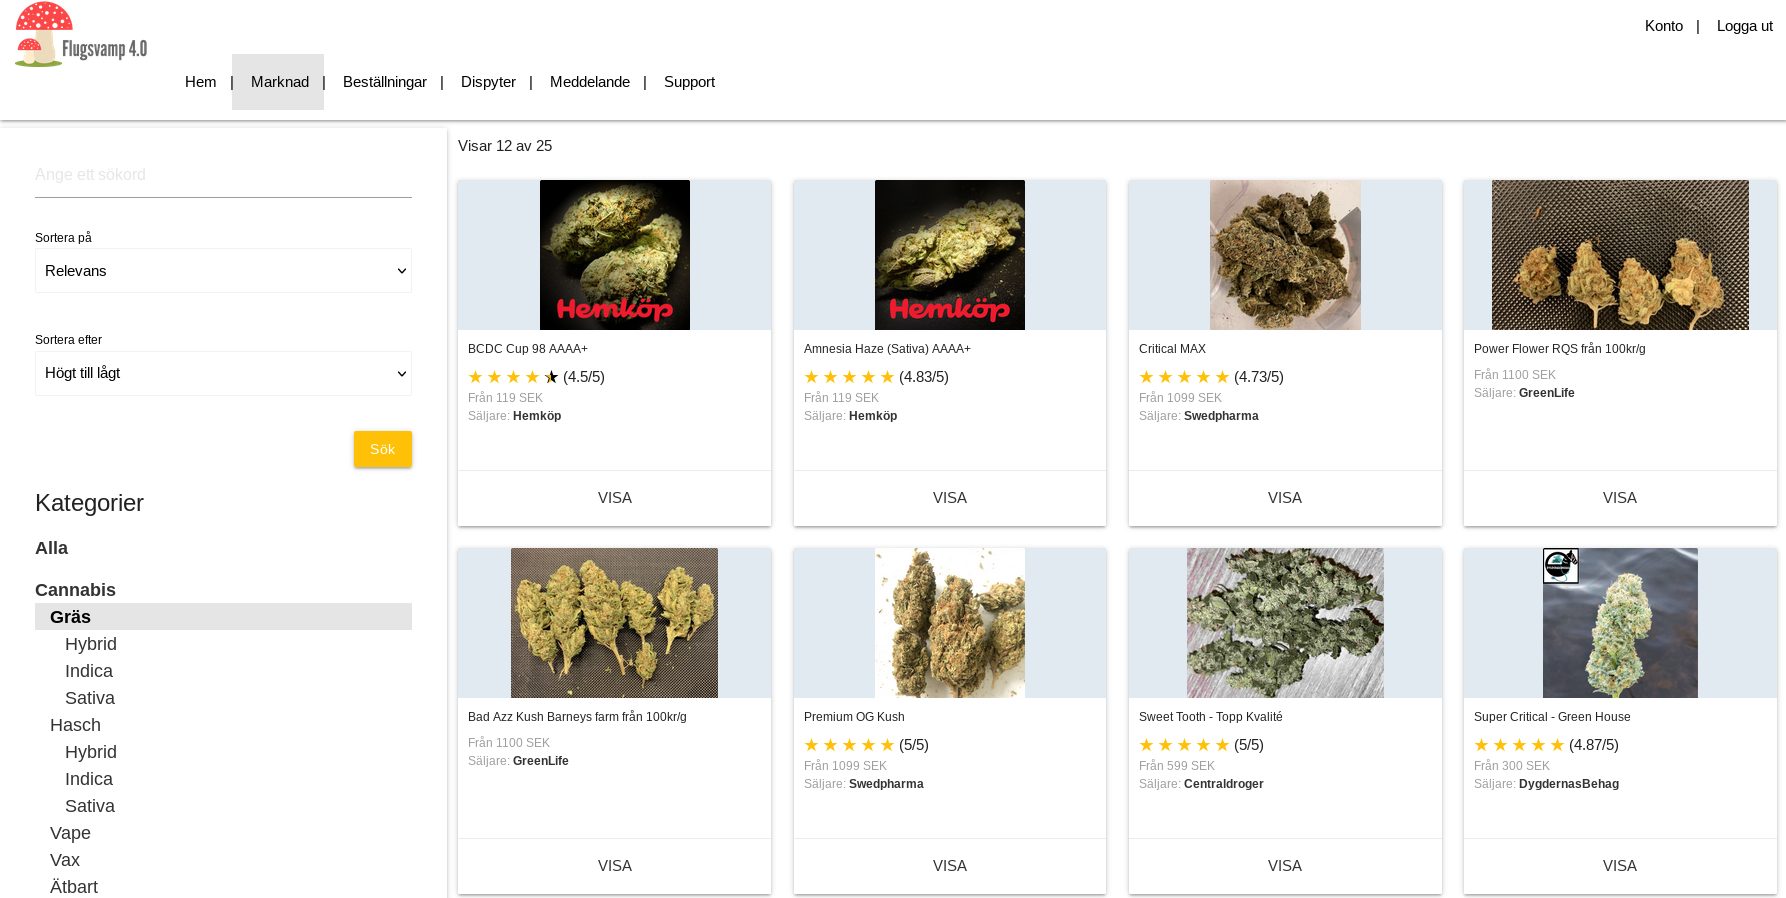 Flugsvamp 4.0
Konto | Logga ut
Hem | Marknad | Beställningar | Dispyter | Meddelande | Support
Ange ett sökord
Sortera på
Relevans
Sortera efter
Högt till lågt
Sök
Kategorier
Alla
Cannabis
Gräs
Hybrid
Indica
Sativa
Hasch
Hybrid
Indica
Sativa
Vape
Vax
Ätbart
Visar 12 av 25
Hemköp
BCDC Cup 98 AAAA+
(4.5/5)
Från 119 SEK
Säljare: Hemköp
VISA
Hemköp
Amnesia Haze (Sativa) AAAA+
(4.83/5)
Från 119 SEK
Säljare: Hemköp
VISA
Critical MAX
(4.73/5)
Från 1099 SEK
Säljare: Swedpharma
VISA
Power Flower RQS från 100kr/g
Från 1100 SEK
Säljare: GreenLife
VISA
Bad Azz Kush Barneys farm från 100kr/g
Från 1100 SEK
Säljare: GreenLife
VISA
Premium OG Kush
(5/5)
Från 1099 SEK
Säljare: Swedpharma
VISA
Sweet Tooth - Topp Kvalité
(5/5)
Från 599 SEK
Säljare: Centraldroger
VISA
Super Critical - Green House
(4.87/5)
Från 300 SEK
Säljare: DygdernasBehag
VISA